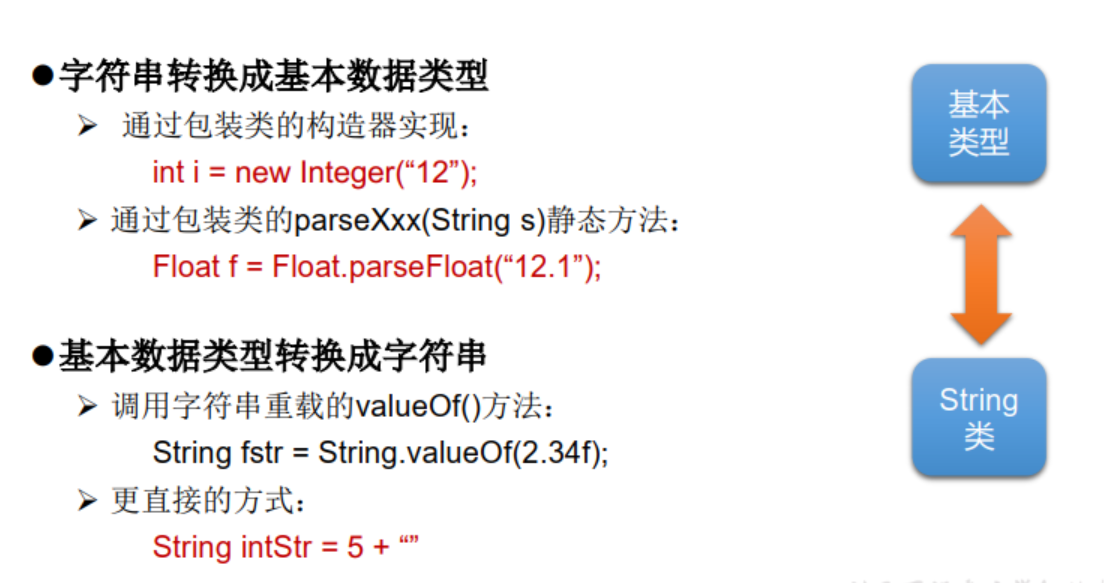 ●字符串转换成基本数据类型
➢ 通过包装类的构造器实现：
int i = new Integer(“12”);
➢ 通过包装类的parseXxx(String s)静态方法：
Float f = Float.parseFloat(“12.1”);
●基本数据类型转换成字符串
➢ 调用字符串重载的valueOf()方法：
String fstr = String.valueOf(2.34f);
➢ 更直接的方式：
String intStr = 5 + “”
基本
类型
String
类